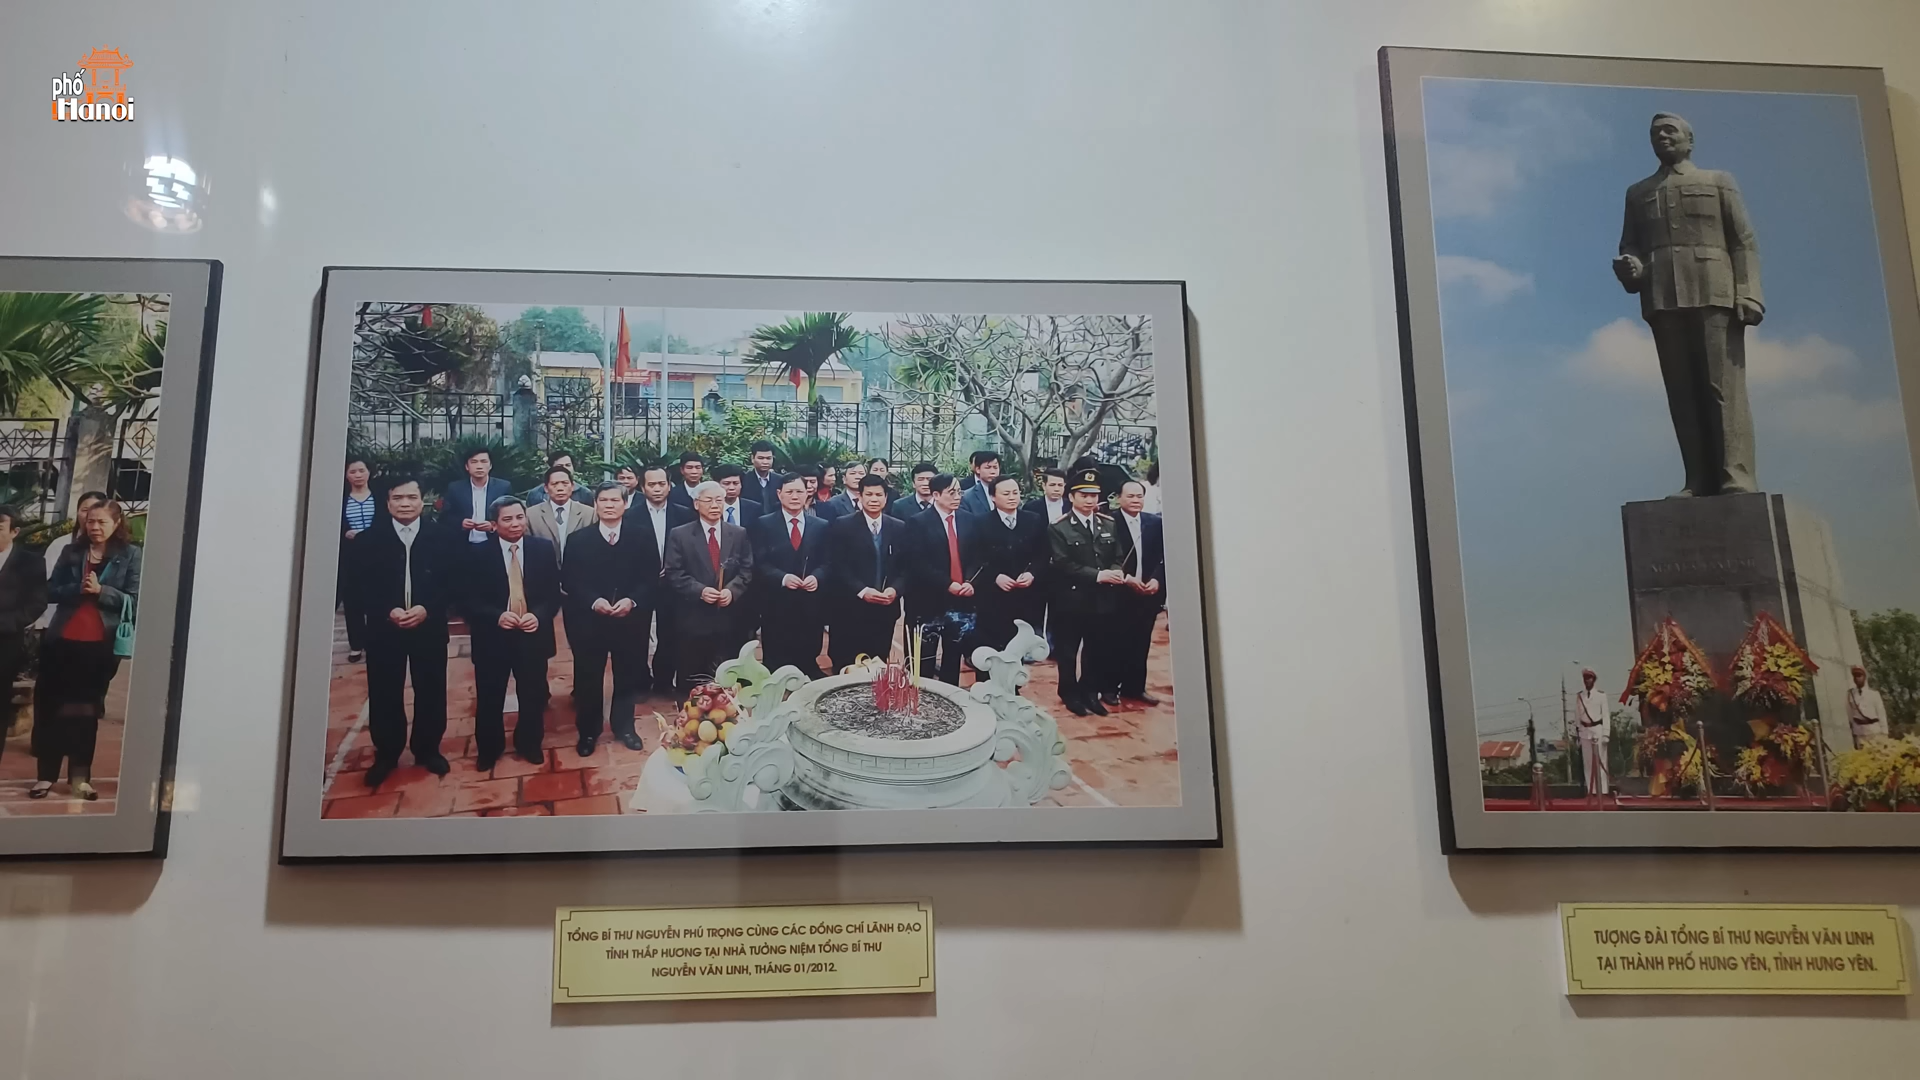 phố
Hanoi
TỔNG BÍ THƯ NGUYỄN PHÚ TRỌNG CÙNG CÁC ĐỒNG CHÍ LÃNH ĐẠO
TỈNH THẮP HƯƠNG TẠI NHÀ TƯỞNG NIỆM TỔNG BÍ THƯ
NGUYỄN VĂN LINH, THÁNG 01/2012.
TƯỢNG ĐÀI TỔNG BÍ THƯ NGUYỄN VĂN LINH
TẠI THÀNH PHỐ HƯNG YÊN, TỈNH HƯNG YÊN.